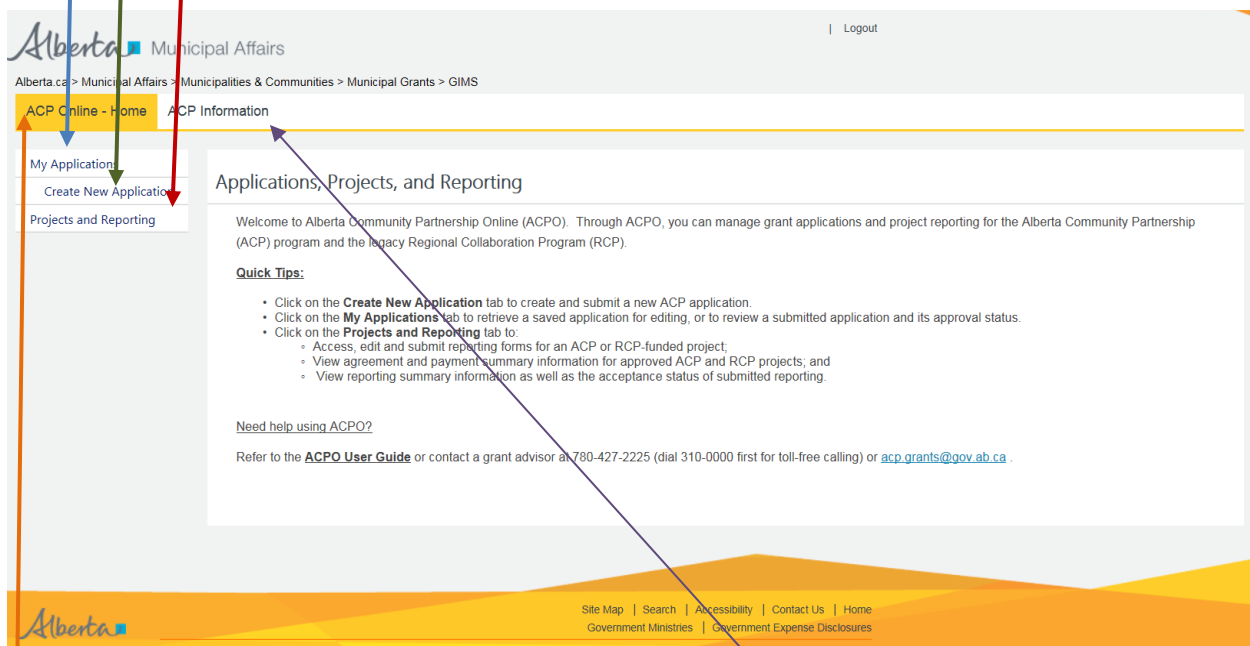 | Logout
Alberta Municipal Affairs
Alberta.ca > Municipal Affairs > Municipalities & Communities > Municipal Grants > GIMS
ACP Online - Home ACP Information
My Applications
Create New Application
Projects and Reporting
Applications, Projects, and Reporting
Welcome to Alberta Community Partnership Online (ACPO). Through ACPO, you can manage grant applications and project reporting for the Alberta Community Partnership
(ACP) program and the legacy Regional Collaboration Program (RCP).
Quick Tips:
• Click on the Create New Application tab to create and submit a new ACP application.
• Click on the My Applications tab to retrieve a saved application for editing, or to review a submitted application and its approval status.
• Click on the Projects and Reporting tab to:
◦ Access, edit and submit reporting forms for an ACP or RCP-funded project;
◦ View agreement and payment summary information for approved ACP and RCP projects; and
◦ View reporting summary information as well as the acceptance status of submitted reporting.
Need help using ACPO?
Refer to the ACPO User Guide or contact a grant advisor at 780-427-2225 (dial 310-0000 first for toll-free calling) or acp.grants@gov.ab.ca .
Site Map | Search | Accessibility | Contact Us | Home
Alberta
Government Ministries | Government Expense Disclosures